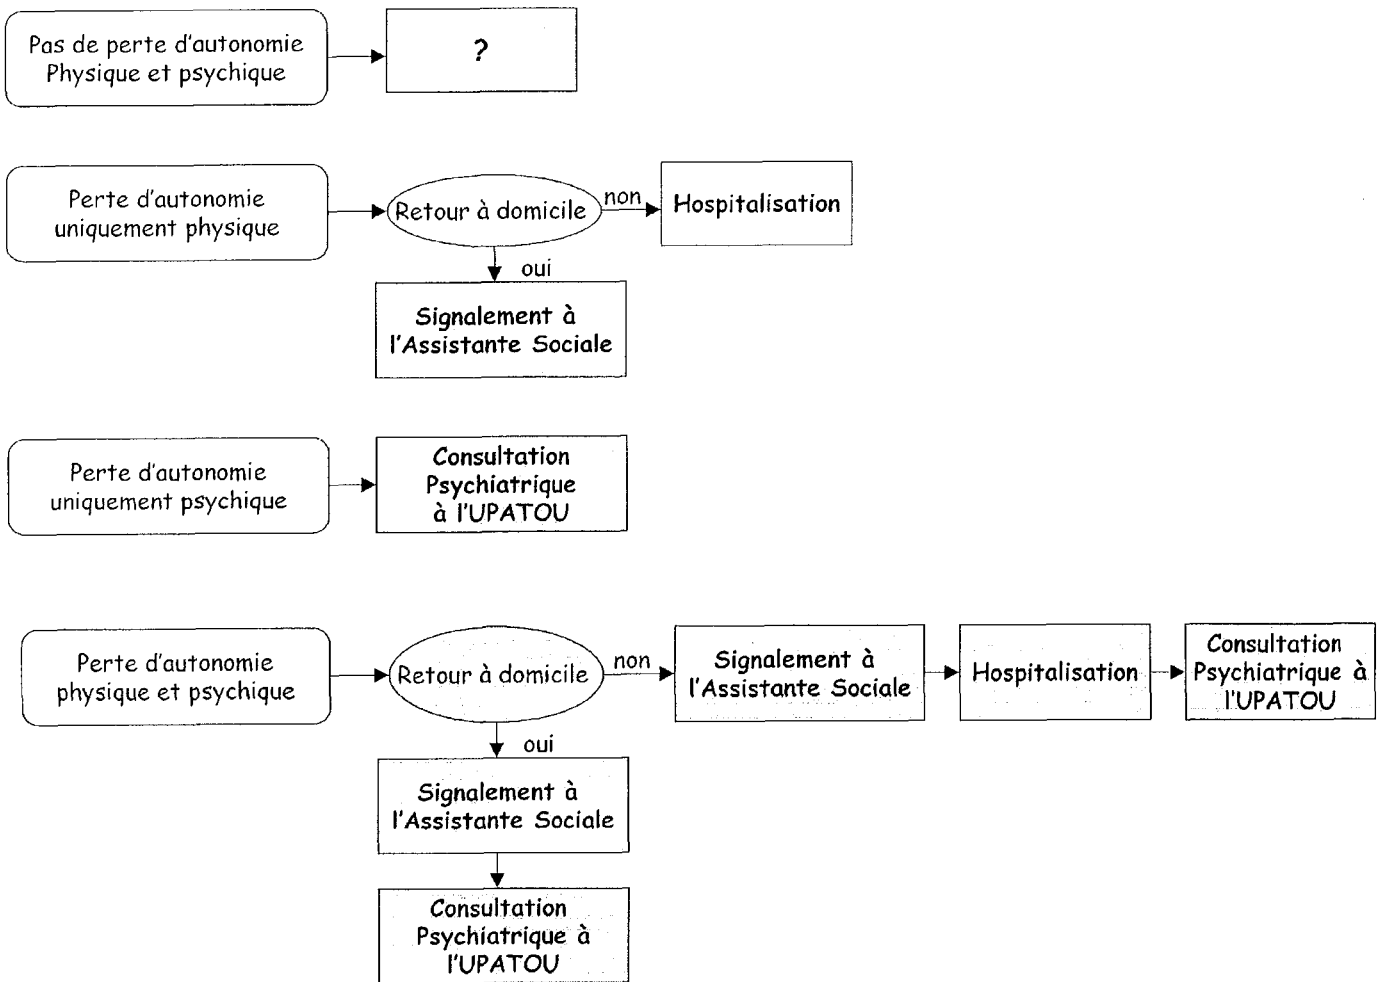 Pas de perte d'autonomie
Physique et psychique
?
Perte d'autonomie
uniquement physique
Retour à domicile
non
Hospitalisation
oui
Signalement à
l'Assistante Sociale
Perte d'autonomie
uniquement psychique
Consultation
Psychiatrique
à l'UPATOU
Perte d'autonomie
physique et psychique
Retour à domicile
non
Signalement à
l'Assistante Sociale
Hospitalisation
Consultation
Psychiatrique à
l'UPATOU
oui
Signalement à
l'Assistante Sociale
Consultation
Psychiatrique à
l'UPATOU